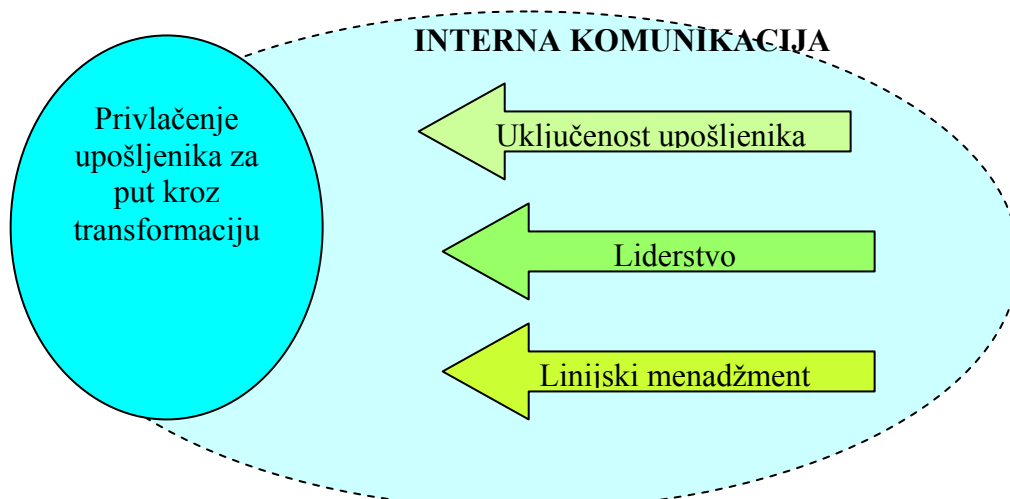 INTERNA KOMUNIKACIJA
Privlačenje
upošljenika za
put kroz
transformaciju
Uključenost upošljenika
Liderstvo
Linijski menadžment